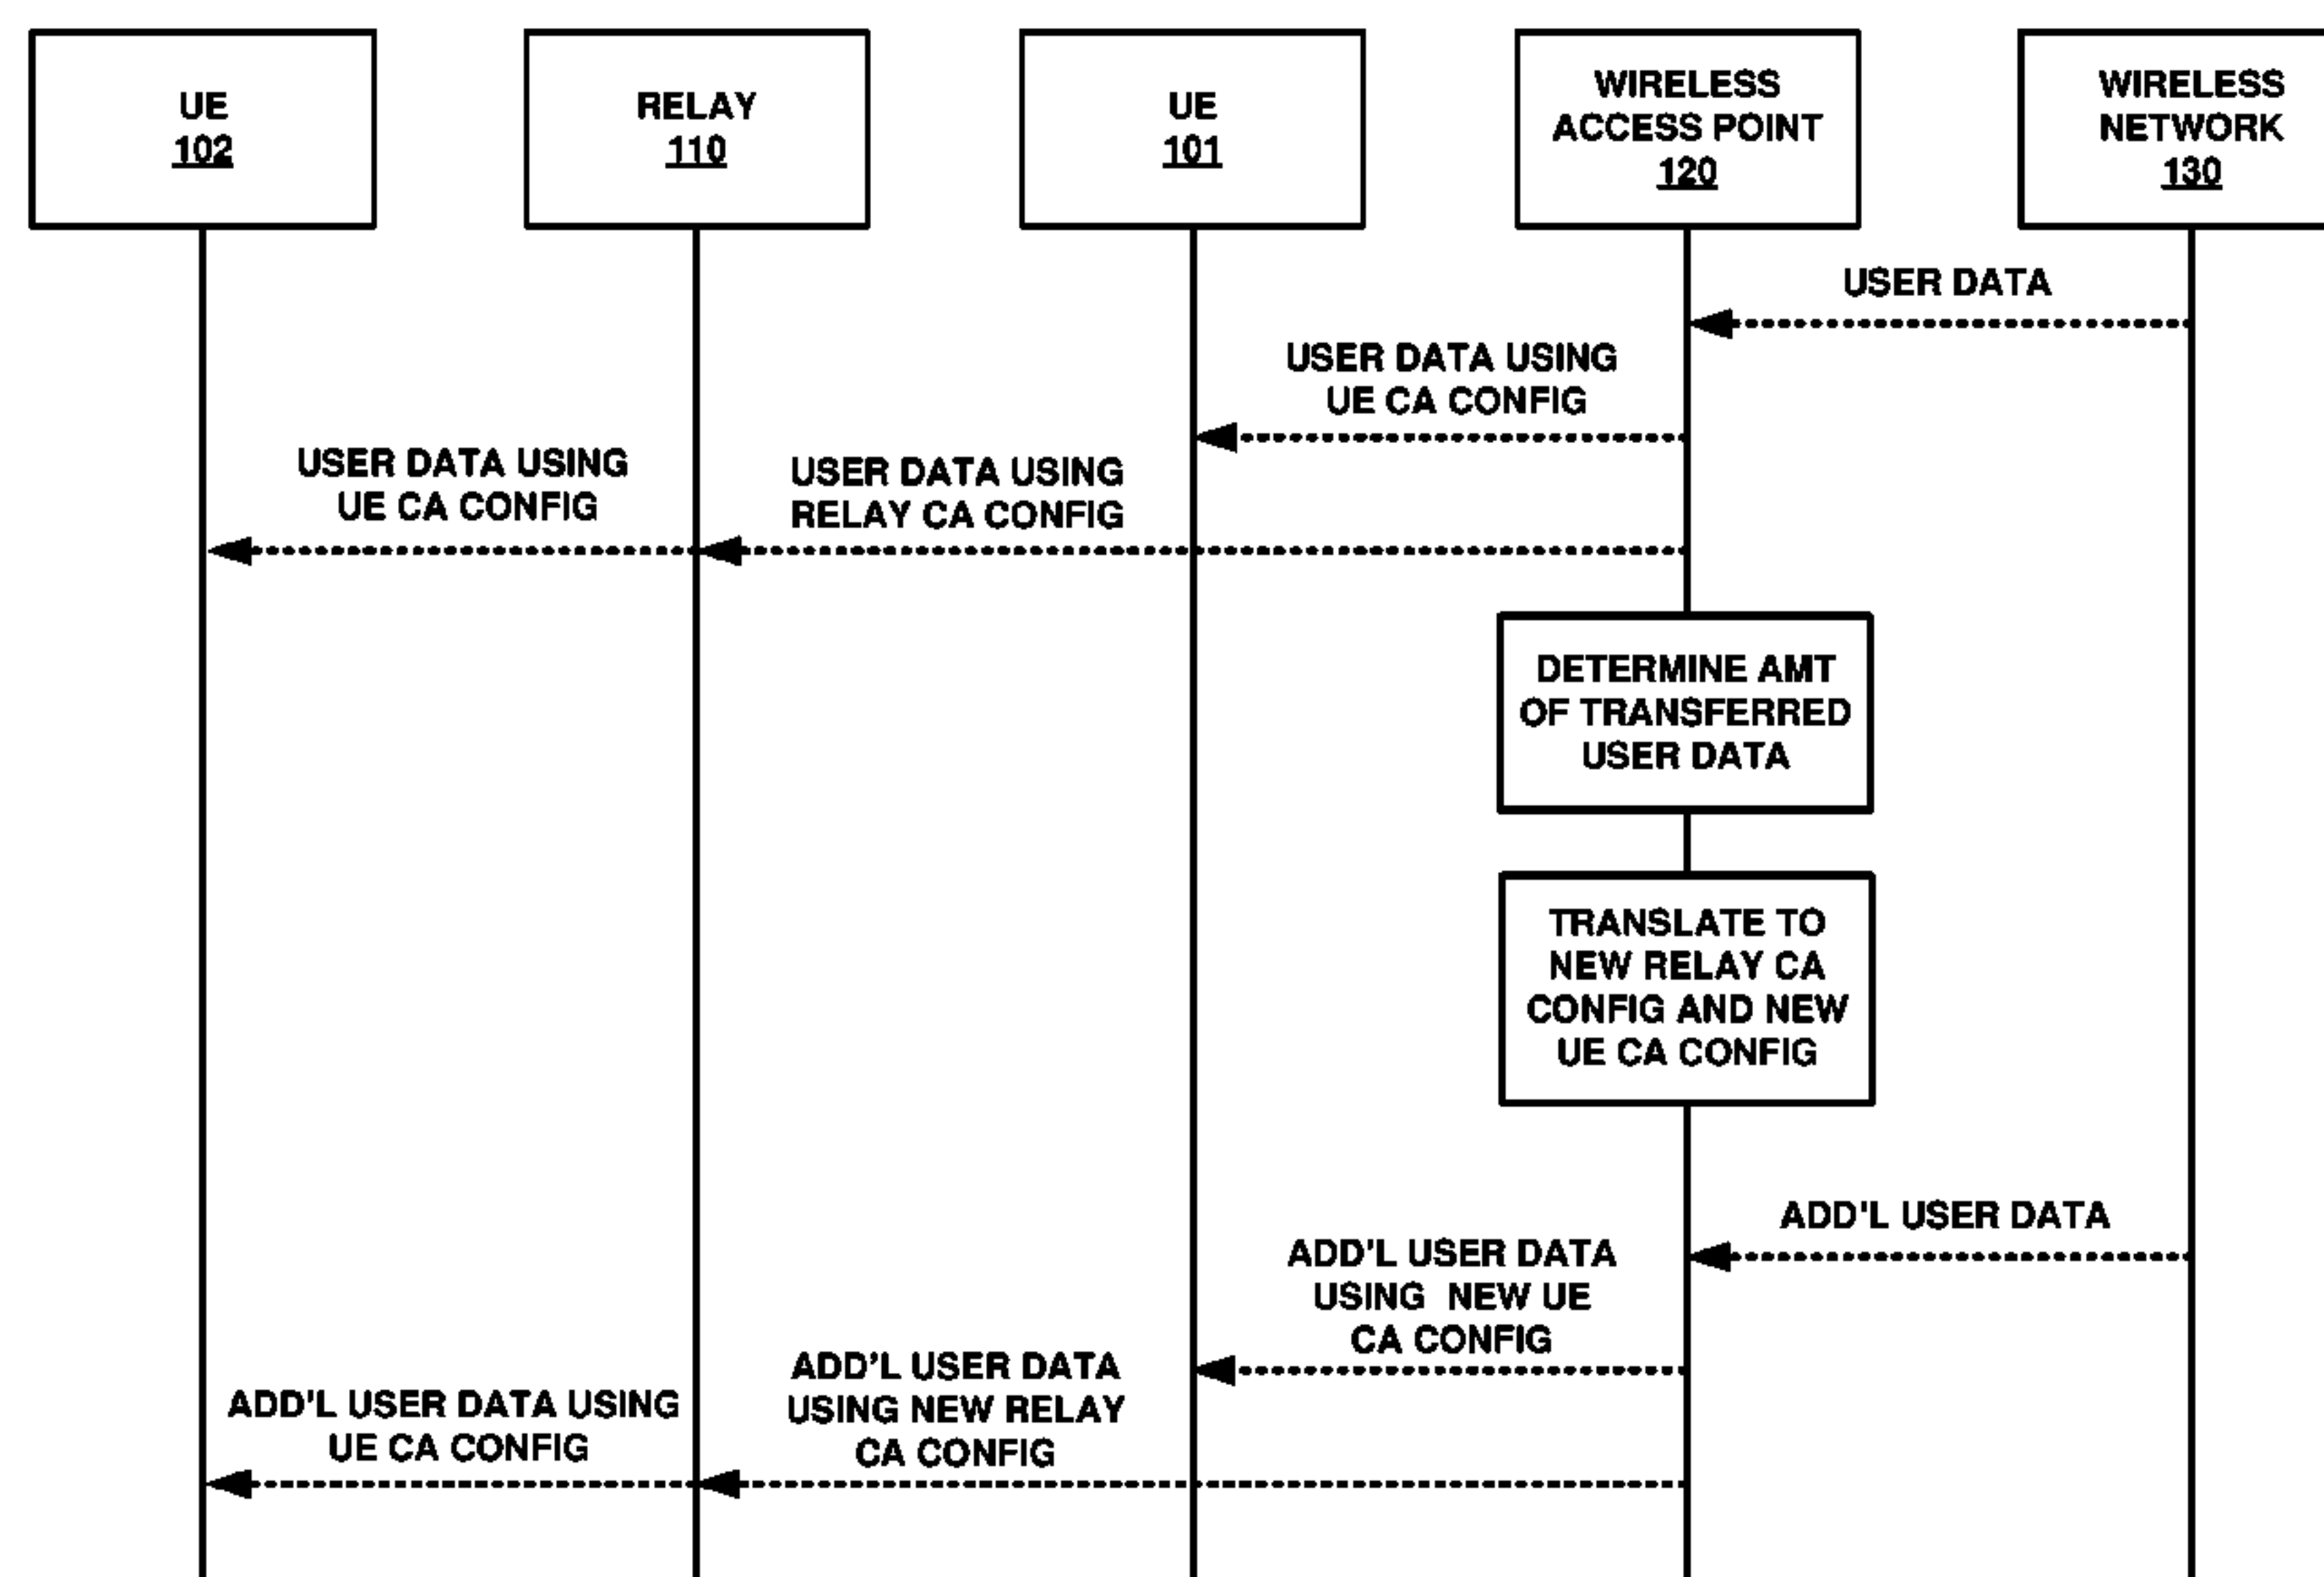 UE
102
RELAY
110
UE
101
WIRELESS
ACCESS POINT
120
WIRELESS
NETWORK
130
USER DATA
USER DATA USING
UE CA CONFIG
USER DATA USING
UE CA CONFIG
USER DATA USING
RELAY CA CONFIG
DETERMINE AMT
OF TRANSFERRED
USER DATA
TRANSLATE TO
NEW RELAY CA
CONFIG AND NEW
UE CA CONFIG
ADD'L USER DATA
ADD'L USER DATA
USING NEW UE
CA CONFIG
ADD'L USER DATA
USING NEW RELAY
CA CONFIG
ADD'L USER DATA USING
UE CA CONFIG